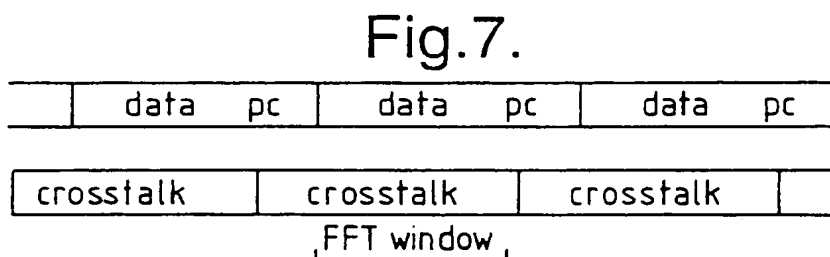 Fig.7.
data pc data pc data pc
crosstalk crosstalk crosstalk
FFT window